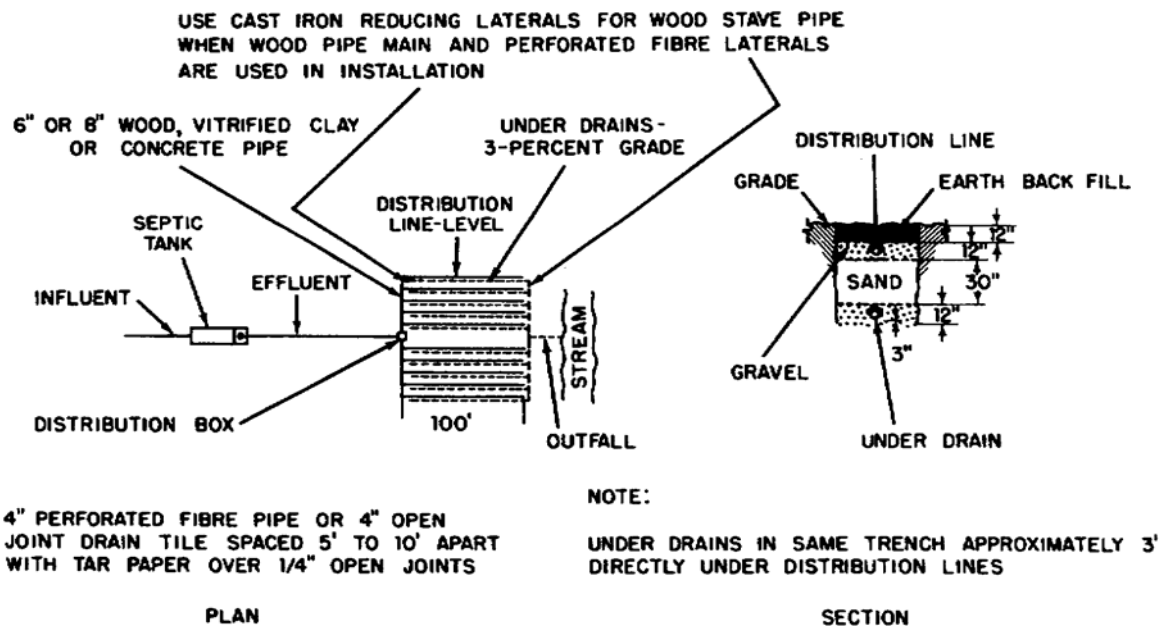 USE CAST IRON REDUCING LATERALS FOR WOOD STAVE PIPE
WHEN WOOD PIPE MAIN AND PERFORATED FIBRE LATERALS
ARE USED IN INSTALLATION
6" OR 8" WOOD, VITRIFIED CLAY
OR CONCRETE PIPE
UNDER DRAINS-
3-PERCENT GRADE
DISTRIBUTION
LINE-LEVEL
SEPTIC
TANK
INFLUENT
EFFLUENT
STREAM
DISTRIBUTION BOX
100'
OUTFALL
DISTRIBUTION LINE
GRADE
EARTH BACK FILL
12"
12"
SAND
30"
12"
3"
GRAVEL
UNDER DRAIN
4" PERFORATED FIBRE PIPE OR 4" OPEN
JOINT DRAIN TILE SPACED 5' TO 10' APART
WITH TAR PAPER OVER 1/4" OPEN JOINTS
PLAN
NOTE:
UNDER DRAINS IN SAME TRENCH APPROXIMATELY 3'
DIRECTLY UNDER DISTRIBUTION LINES
SECTION